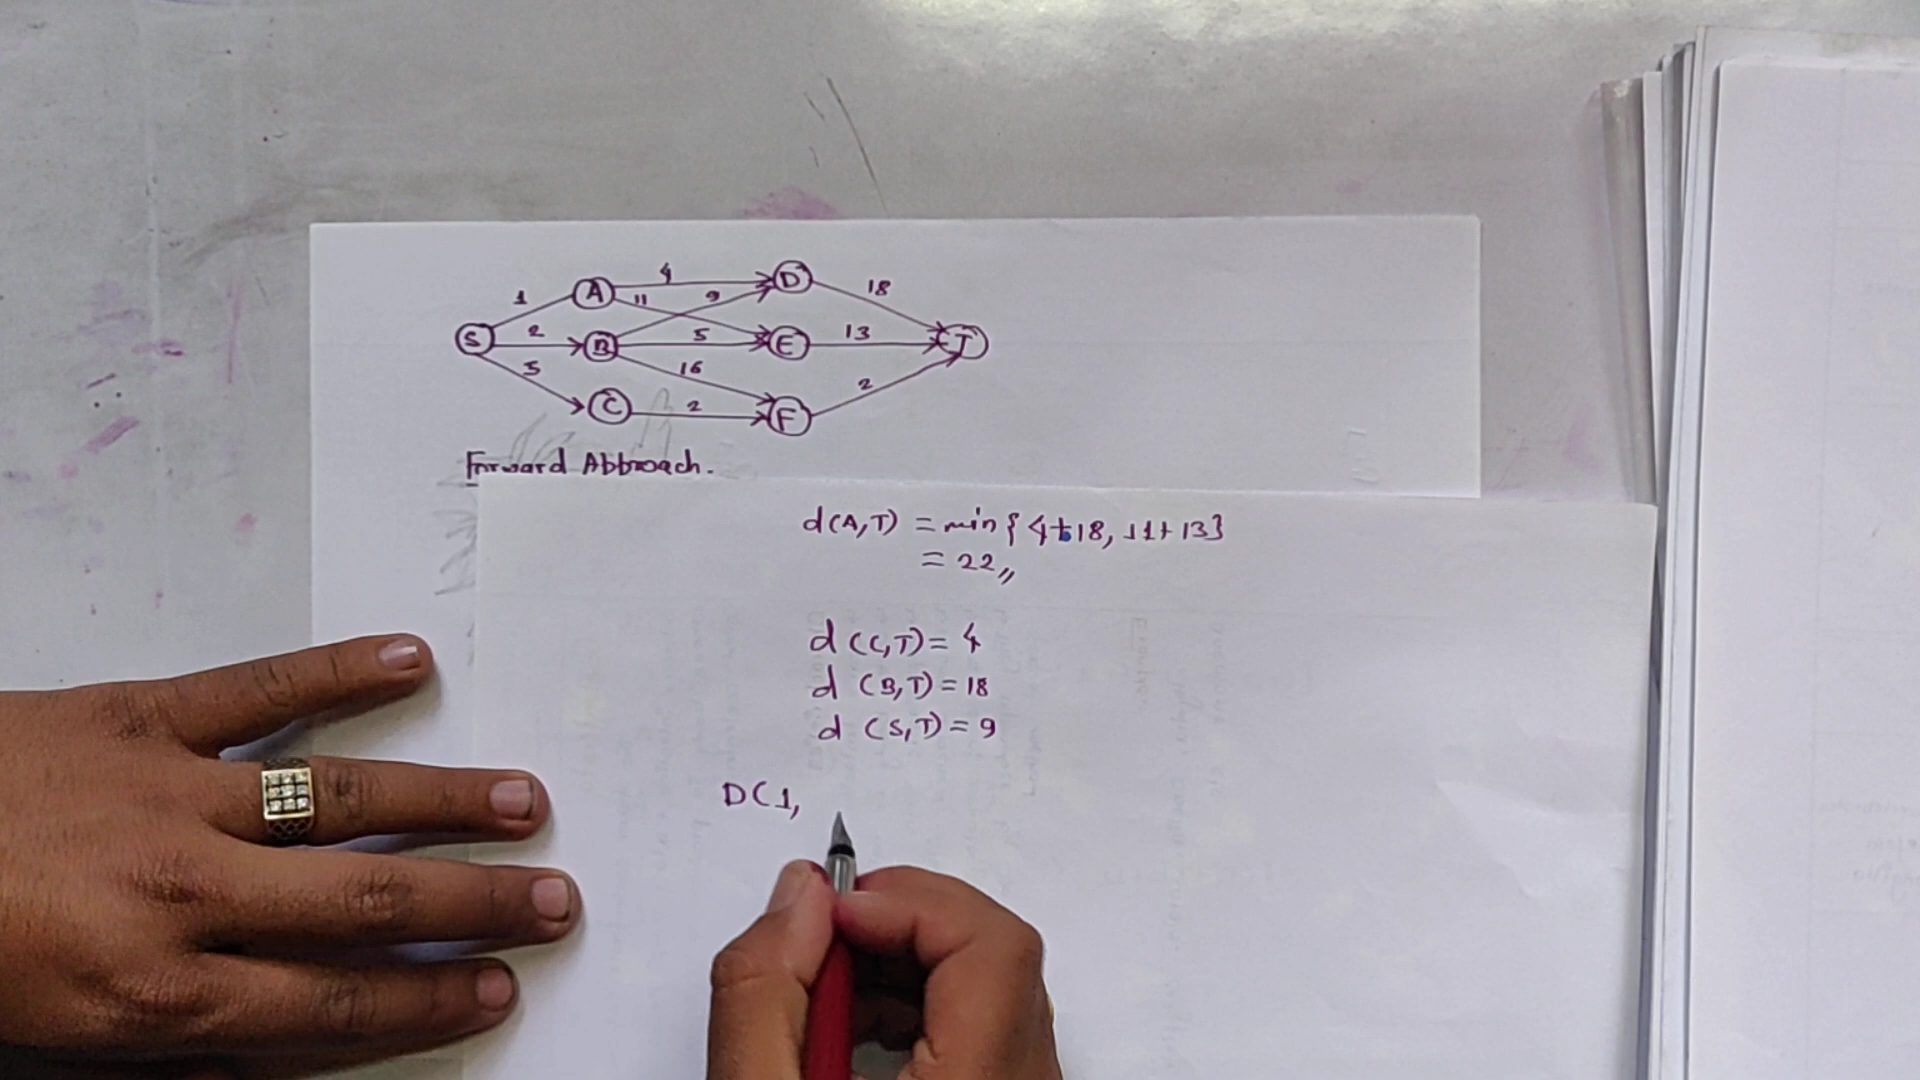 1 A 4 D 18
11 9
S 2 B 5 E 13 T
5 16 2
C 2 F
Forward Approach.
d(A,T) = min{ 4+18, 11+13}
= 22,,
d (C,T) = 4
d (B,T) = 18
d (S,T) = 9
D(1,